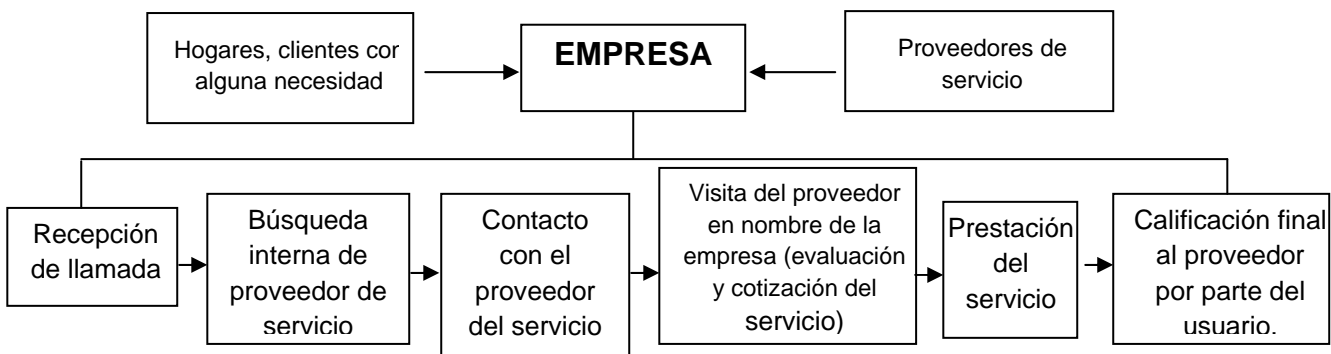 Hogares, clientes con
alguna necesidad
EMPRESA
Proveedores de
servicio
Recepción
de llamada
Búsqueda
interna de
proveedor de
servicio
Contacto
con el
proveedor
del servicio
Visita del proveedor
en nombre de la
empresa (evaluación
y cotización del
servicio)
Prestación
del
servicio
Calificación final
al proveedor
por parte del
usuario.